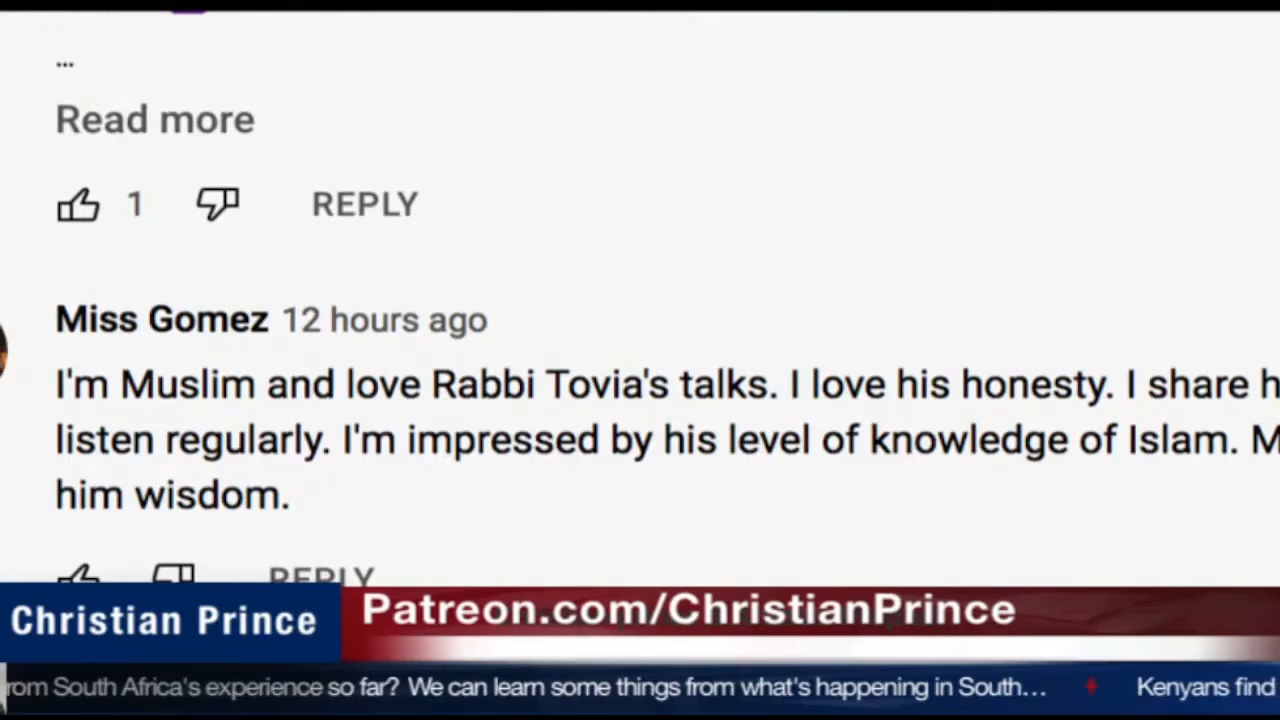 ...
Read more
1 REPLY
Miss Gomez 12 hours ago
I'm Muslim and love Rabbi Tovia's talks. I love his honesty. I share h
listen regularly. I'm impressed by his level of knowledge of Islam. M
him wisdom.
REPLY
Christian Prince Patreon.com/ChristianPrince
rom South Africa's experience so far? We can learn some things from what's happening in South... Kenyans find